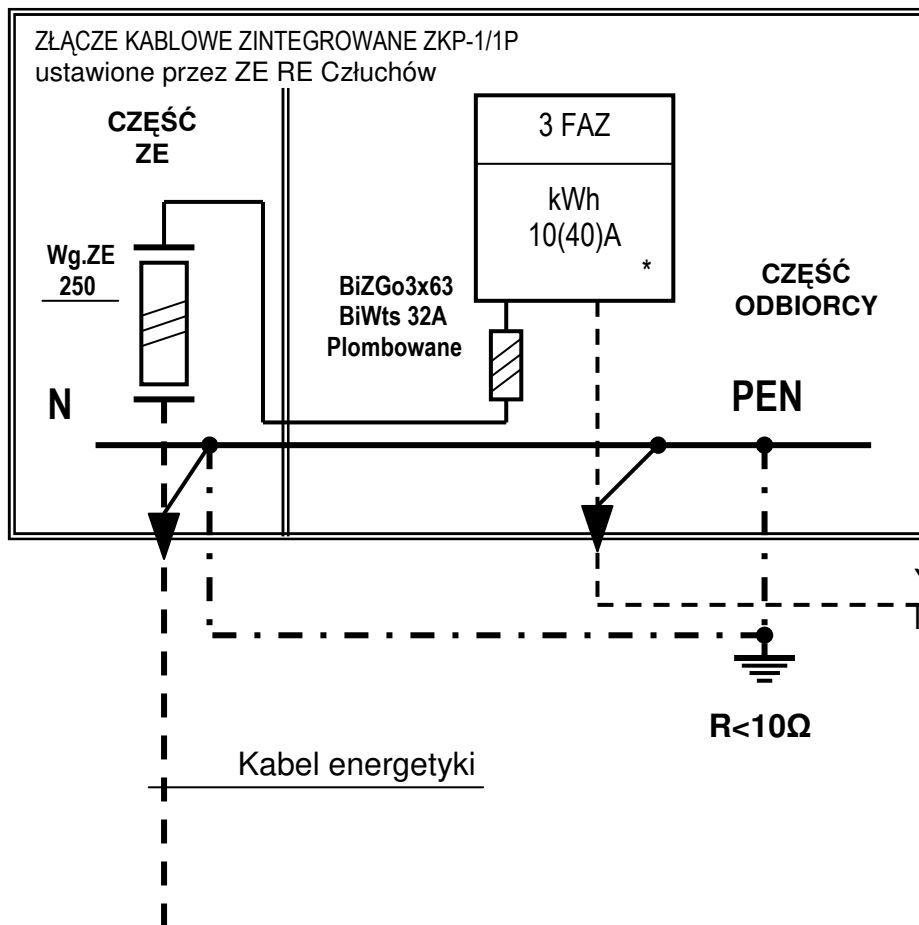 ZŁĄCZE KABLOWE ZINTEGROWANE ZKP-1/1P
ustawione przez ZE RE Człuchów
CZĘŚĆ
ZE
3 FAZ
kWh
10(40)A
*
Wg.ZE
250
BiZGo3x63
BiWts 32A
Plombowane
CZĘŚĆ
ODBIORCY
N
PEN
R<10Ω
Kabel energetyki